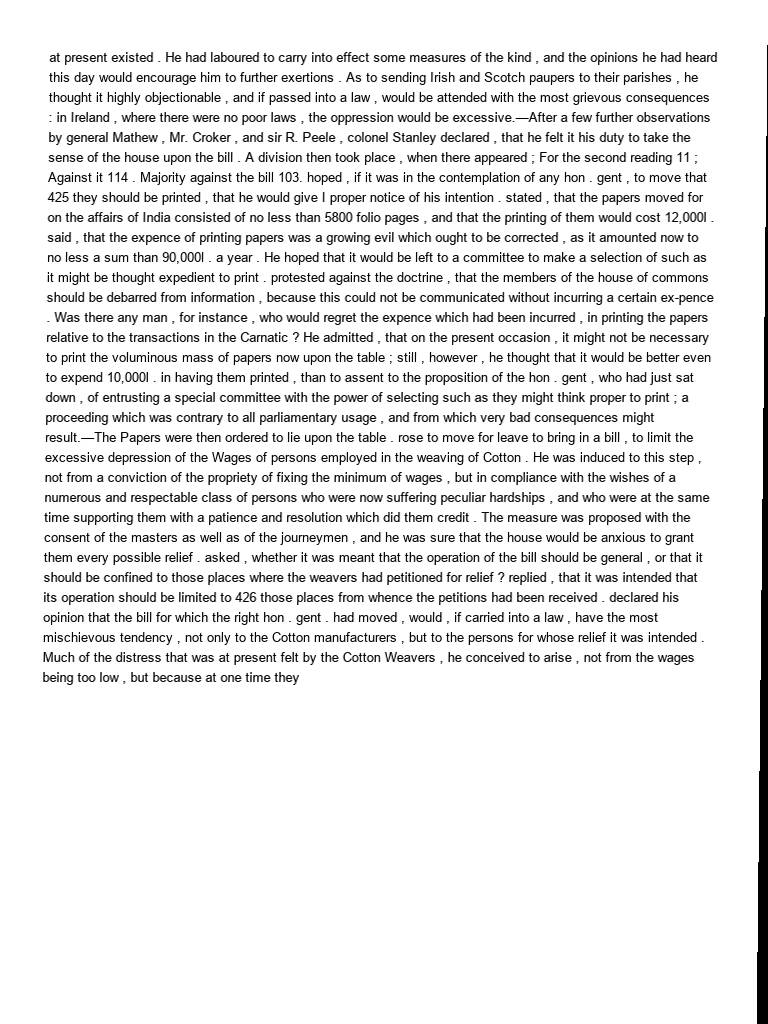 at present existed . He had laboured to carry into effect some measures of the kind , and the opinions he had heard
this day would encourage him to further exertions . As to sending Irish and Scotch paupers to their parishes , he
thought it highly objectionable , and if passed into a law , would be attended with the most grievous consequences
: in Ireland , where there were no poor laws , the oppression would be excessive.—After a few further observations
by general Mathew , Mr. Croker , and sir R. Peele , colonel Stanley declared , that he felt it his duty to take the
sense of the house upon the bill . A division then took place , when there appeared ; For the second reading 11 ;
Against it 114 . Majority against the bill 103. hoped , if it was in the contemplation of any hon . gent , to move that
425 they should be printed , that he would give I proper notice of his intention . stated , that the papers moved for
on the affairs of India consisted of no less than 5800 folio pages , and that the printing of them would cost 12,000l .
said , that the expence of printing papers was a growing evil which ought to be corrected , as it amounted now to
no less a sum than 90,000l . a year . He hoped that it would be left to a committee to make a selection of such as
it might be thought expedient to print . protested against the doctrine , that the members of the house of commons
should be debarred from information , because this could not be communicated without incurring a certain ex-pence
. Was there any man , for instance , who would regret the expence which had been incurred , in printing the papers
relative to the transactions in the Carnatic ? He admitted , that on the present occasion , it might not be necessary
to print the voluminous mass of papers now upon the table ; still , however , he thought that it would be better even
to expend 10,000l . in having them printed , than to assent to the proposition of the hon . gent , who had just sat
down , of entrusting a special committee with the power of selecting such as they might think proper to print ; a
proceeding which was contrary to all parliamentary usage , and from which very bad consequences might
result.—The Papers were then ordered to lie upon the table . rose to move for leave to bring in a bill , to limit the
excessive depression of the Wages of persons employed in the weaving of Cotton . He was induced to this step ,
not from a conviction of the propriety of fixing the minimum of wages , but in compliance with the wishes of a
numerous and respectable class of persons who were now suffering peculiar hardships , and who were at the same
time supporting them with a patience and resolution which did them credit . The measure was proposed with the
consent of the masters as well as of the journeymen , and he was sure that the house would be anxious to grant
them every possible relief . asked , whether it was meant that the operation of the bill should be general , or that it
should be confined to those places where the weavers had petitioned for relief ? replied , that it was intended that
its operation should be limited to 426 those places from whence the petitions had been received . declared his
opinion that the bill for which the right hon . gent . had moved , would , if carried into a law , have the most
mischievous tendency , not only to the Cotton manufacturers , but to the persons for whose relief it was intended .
Much of the distress that was at present felt by the Cotton Weavers , he conceived to arise , not from the wages
being too low , but because at one time they